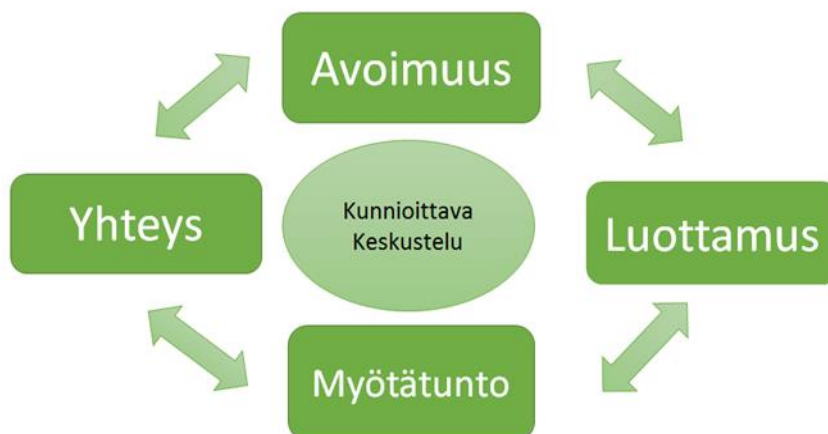 Avoimuus
Yhteys
Kunnioittava
Keskustelu
Luottamus
Myötätunto